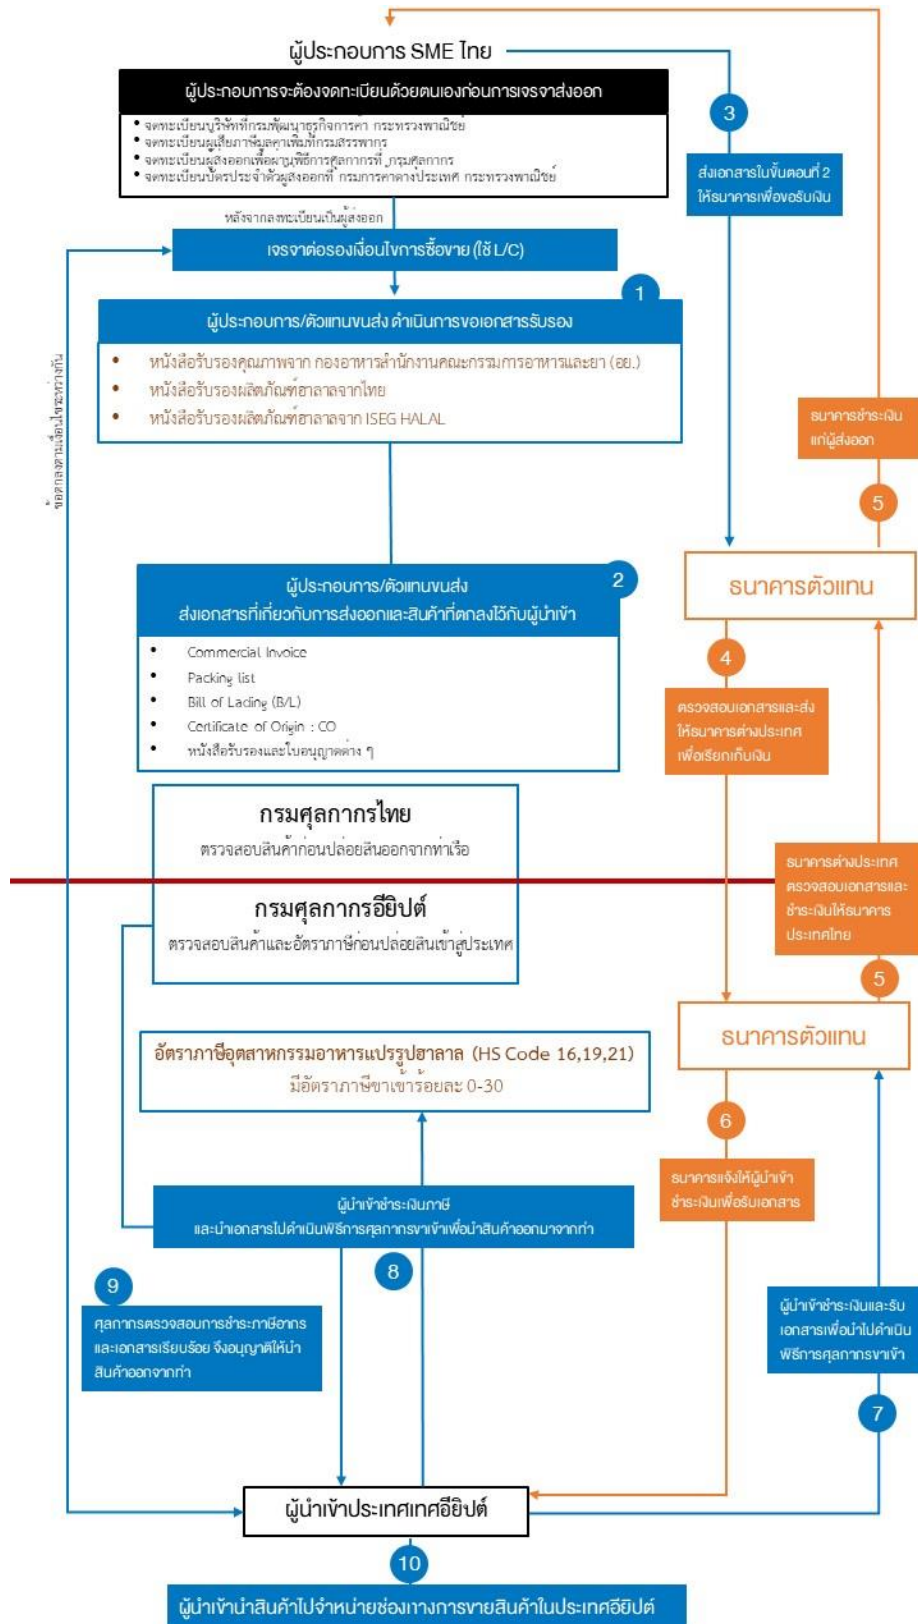 ผู้ประกอบการ SME ไทย
ผู้ประกอบการจะต้องจดทะเบียนด้วยตนเองก่อนการเจรจาส่งออก
• จดทะเบียนบริษัทที่กรมพัฒนาธุรกิจการค้า กระทรวงพาณิชย์
• จดทะเบียนผู้เสียภาษีมูลค่าเพิ่มที่กรมสรรพากร
• จดทะเบียนผู้ส่งออกเพื่อผ่านพิธีการศุลกากรที่ กรมศุลกากร
• จดทะเบียนบัตรประจำตัวผู้ส่งออกที่ กรมการค้าต่างประเทศ กระทรวงพาณิชย์
3
ส่งเอกสารในขั้นตอนที่ 2
ให้ธนาคารเพื่อขอรับเงิน
หลังจากลงทะเบียนเป็นผู้ส่งออก
เจรจาต่อรองเงื่อนไขการซื้อขาย (ใช้ L/C)
1
ผู้ประกอบการ/ตัวแทนขนส่ง ดำเนินการขอเอกสารรับรอง
• หนังสือรับรองคุณภาพจาก กองอาหารสำนักงานคณะกรรมการอาหารและยา (อย.)
• หนังสือรับรองผลิตภัณฑ์ฮาลาลจากไทย
• หนังสือรับรองผลิตภัณฑ์ฮาลาลจาก ISEG HALAL
ข้อตกลงตามเงื่อนไขระหว่างกัน
ธนาคารชำระเงิน
แก่ผู้ส่งออก
5
ธนาคารตัวแทน
2
ผู้ประกอบการ/ตัวแทนขนส่ง
ส่งเอกสารที่เกี่ยวกับการส่งออกและสินค้าที่ตกลงไว้กับผู้นำเข้า
• Commercial Invoice
• Packing list
• Bill of Lading (B/L)
• Certificate of Origin : CO
• หนังสือรับรองและใบอนุญาตต่าง ๆ
4
ตรวจสอบเอกสารและส่ง
ให้ธนาคารต่างประเทศ
เพื่อเรียกเก็บเงิน
กรมศุลกากรไทย
ตรวจสอบสินค้าก่อนปล่อยสินออกจากท่าเรือ
กรมศุลกากรอียิปต์
ตรวจสอบสินค้าและอัตราภาษีก่อนปล่อยสินเข้าสู่ประเทศ
ธนาคารต่างประเทศ
ตรวจสอบเอกสารและ
ชำระเงินให้ธนาคาร
ประเทศไทย
5
ธนาคารตัวแทน
อัตราภาษีอุตสาหกรรมอาหารแปรรูปฮาลาล (HS Code 16,19,21)
มีอัตราภาษีขาเข้าร้อยละ 0-30
6
ธนาคารแจ้งให้ผู้นำเข้า
ชำระเงินเพื่อรับเอกสาร
ผู้นำเข้าชำระเงินภาษี
และนำเอกสารไปดำเนินพิธีการศุลกากรขาเข้าเพื่อนำสินค้าออกมาจากท่า
8
9
ศุลกากรตรวจสอบการชำระภาษีอากร
และเอกสารเรียบร้อย จึงอนุญาติให้นำ
สินค้าออกจากท่า
ผู้นำเข้าชำระเงินและรับ
เอกสารเพื่อนำไปดำเนิน
พิธีการศุลกากรขาเข้า
7
ผู้นำเข้าประเทศเทศอียิปต์
10
ผู้นำเข้านำสินค้าไปจำหน่ายช่องทางการขายสินค้าในประเทศอียิปต์